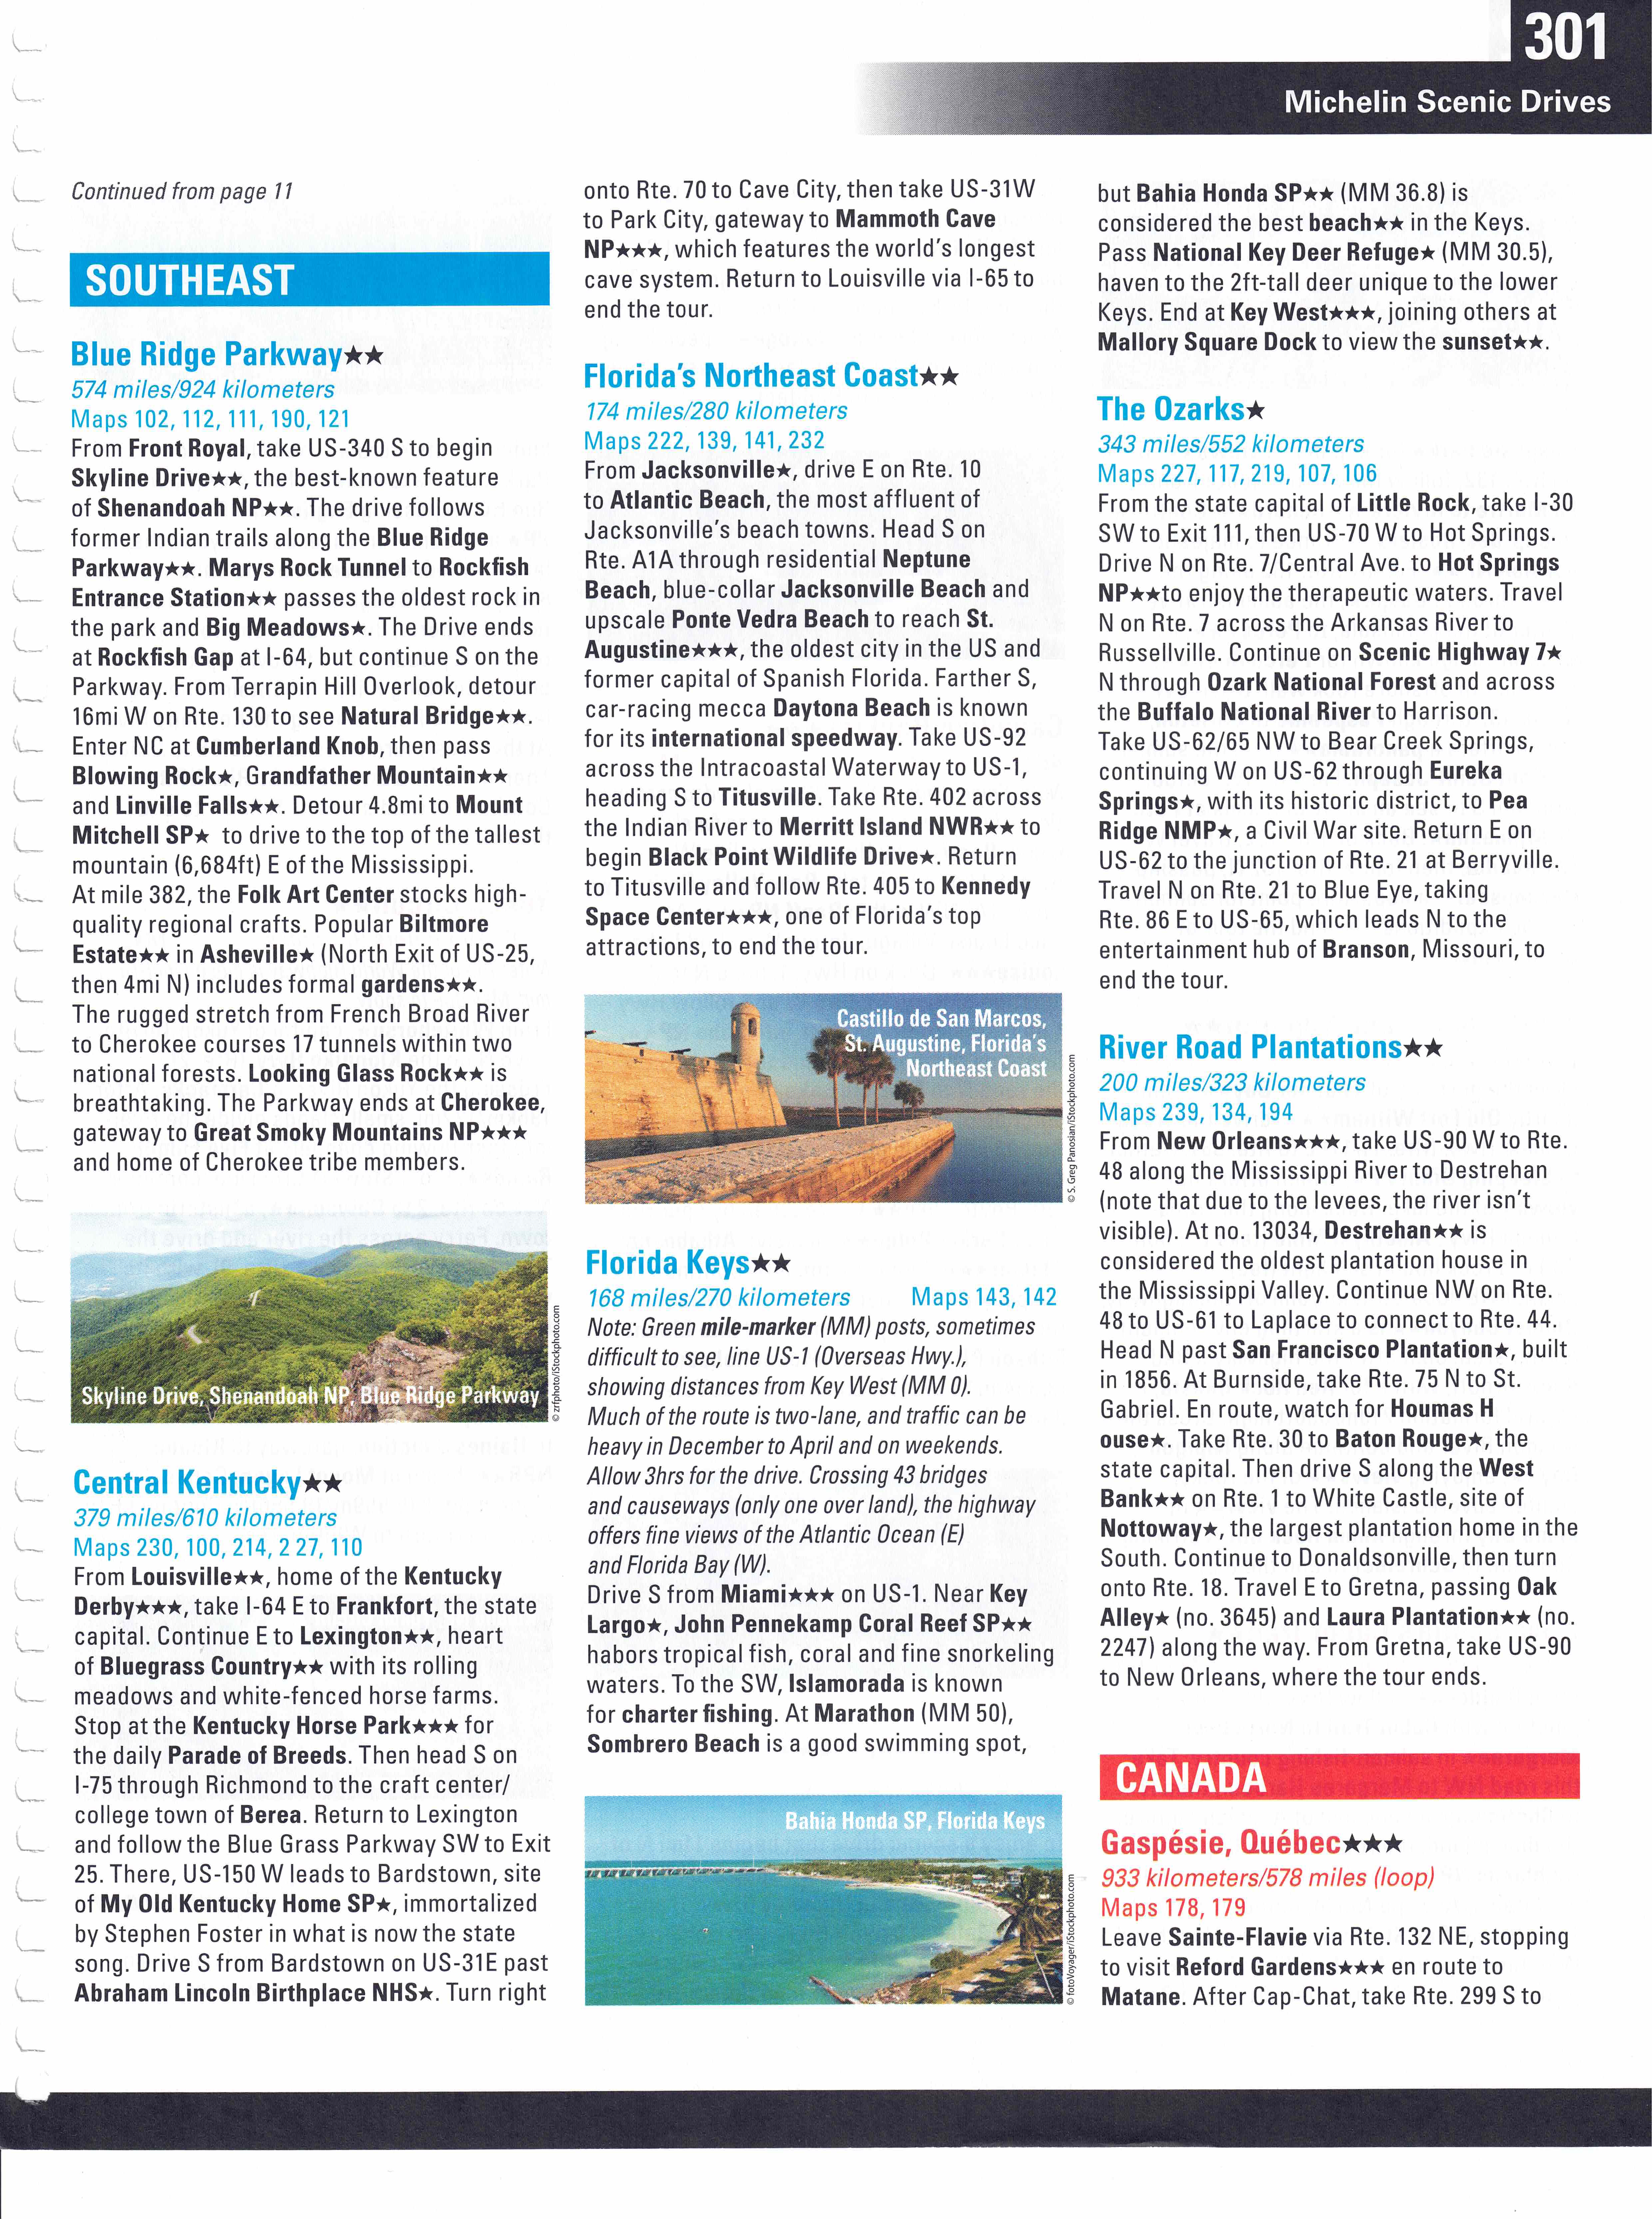 301
Michelin Scenic Drives
Continued from page 11
SOUTHEAST
Blue Ridge Parkway★★
574 miles/924 kilometers
Maps 102, 112, 111, 190, 121
From Front Royal, take US-340 S to begin
Skyline Drive★★, the best-known feature
of Shenandoah NP★★. The drive follows
former Indian trails along the Blue Ridge
Parkway★★. Marys Rock Tunnel to Rockfish
Entrance Station★★ passes the oldest rock in
the park and Big Meadows★. The Drive ends
at Rockfish Gap at I-64, but continue S on the
Parkway. From Terrapin Hill Overlook, detour
16mi W on Rte. 130 to see Natural Bridge★★.
Enter NC at Cumberland Knob, then pass
Blowing Rock★, Grandfather Mountain★★
and Linville Falls★★. Detour 4.8mi to Mount
Mitchell SP★ to drive to the top of the tallest
mountain (6,684ft) E of the Mississippi.
At mile 382, the Folk Art Center stocks high-
quality regional crafts. Popular Biltmore
Estate★★ in Asheville★ (North Exit of US-25,
then 4mi N) includes formal gardens★★.
The rugged stretch from French Broad River
to Cherokee courses 17 tunnels within two
national forests. Looking Glass Rock★★ is
breathtaking. The Parkway ends at Cherokee,
gateway to Great Smoky Mountains NP★★★
and home of Cherokee tribe members.
Skyline Drive, Shenandoah NP, Blue Ridge Parkway
© zrfphoto/iStockphoto.com
Central Kentucky★★
379 miles/610 kilometers
Maps 230, 100, 214, 2 27, 110
From Louisville★★, home of the Kentucky
Derby★★★, take I-64 E to Frankfort, the state
capital. Continue E to Lexington★★, heart
of Bluegrass Country★★ with its rolling
meadows and white-fenced horse farms.
Stop at the Kentucky Horse Park★★★ for
the daily Parade of Breeds. Then head S on
I-75 through Richmond to the craft center/
college town of Berea. Return to Lexington
and follow the Blue Grass Parkway SW to Exit
25. There, US-150 W leads to Bardstown, site
of My Old Kentucky Home SP★, immortalized
by Stephen Foster in what is now the state
song. Drive S from Bardstown on US-31E past
Abraham Lincoln Birthplace NHS★. Turn right
onto Rte. 70 to Cave City, then take US-31W
to Park City, gateway to Mammoth Cave
NP★★★, which features the world's longest
cave system. Return to Louisville via I-65 to
end the tour.
Florida's Northeast Coast★★
174 miles/280 kilometers
Maps 222, 139, 141, 232
From Jacksonville★, drive E on Rte. 10
to Atlantic Beach, the most affluent of
Jacksonville's beach towns. Head S on
Rte. A1A through residential Neptune
Beach, blue-collar Jacksonville Beach and
upscale Ponte Vedra Beach to reach St.
Augustine★★★, the oldest city in the US and
former capital of Spanish Florida. Farther S,
car-racing mecca Daytona Beach is known
for its international speedway. Take US-92
across the Intracoastal Waterway to US-1,
heading S to Titusville. Take Rte. 402 across
the Indian River to Merritt Island NWR★★ to
begin Black Point Wildlife Drive★. Return
to Titusville and follow Rte. 405 to Kennedy
Space Center★★★, one of Florida's top
attractions, to end the tour.
Castillo de San Marcos,
St. Augustine, Florida's
Northeast Coast
© S. Greg Panosian/iStockphoto.com
Florida Keys★★
168 miles/270 kilometers Maps 143, 142
Note: Green mile-marker (MM) posts, sometimes
difficult to see, line US-1 (Overseas Hwy.),
showing distances from Key West (MM 0).
Much of the route is two-lane, and traffic can be
heavy in December to April and on weekends.
Allow 3hrs for the drive. Crossing 43 bridges
and causeways (only one over land), the highway
offers fine views of the Atlantic Ocean (E)
and Florida Bay (W).
Drive S from Miami★★★ on US-1. Near Key
Largo★, John Pennekamp Coral Reef SP★★
habors tropical fish, coral and fine snorkeling
waters. To the SW, Islamorada is known
for charter fishing. At Marathon (MM 50),
Sombrero Beach is a good swimming spot,
Bahia Honda SP, Florida Keys
© fotoVoyager/iStockphoto.com
but Bahia Honda SP★★ (MM 36.8) is
considered the best beach★★ in the Keys.
Pass National Key Deer Refuge★ (MM 30.5),
haven to the 2ft-tall deer unique to the lower
Keys. End at Key West★★★, joining others at
Mallory Square Dock to view the sunset★★.
The Ozarks★
343 miles/552 kilometers
Maps 227, 117, 219, 107, 106
From the state capital of Little Rock, take I-30
SW to Exit 111, then US-70 W to Hot Springs.
Drive N on Rte. 7/Central Ave. to Hot Springs
NP★★to enjoy the therapeutic waters. Travel
N on Rte. 7 across the Arkansas River to
Russellville. Continue on Scenic Highway 7★
N through Ozark National Forest and across
the Buffalo National River to Harrison.
Take US-62/65 NW to Bear Creek Springs,
continuing W on US-62 through Eureka
Springs★, with its historic district, to Pea
Ridge NMP★, a Civil War site. Return E on
US-62 to the junction of Rte. 21 at Berryville.
Travel N on Rte. 21 to Blue Eye, taking
Rte. 86 E to US-65, which leads N to the
entertainment hub of Branson, Missouri, to
end the tour.
River Road Plantations★★
200 miles/323 kilometers
Maps 239, 134, 194
From New Orleans★★★, take US-90 W to Rte.
48 along the Mississippi River to Destrehan
(note that due to the levees, the river isn't
visible). At no. 13034, Destrehan★★ is
considered the oldest plantation house in
the Mississippi Valley. Continue NW on Rte.
48 to US-61 to Laplace to connect to Rte. 44.
Head N past San Francisco Plantation★, built
in 1856. At Burnside, take Rte. 75 N to St.
Gabriel. En route, watch for Houmas H
ouse★. Take Rte. 30 to Baton Rouge★, the
state capital. Then drive S along the West
Bank★★ on Rte. 1 to White Castle, site of
Nottoway★, the largest plantation home in the
South. Continue to Donaldsonville, then turn
onto Rte. 18. Travel E to Gretna, passing Oak
Alley★ (no. 3645) and Laura Plantation★★ (no.
2247) along the way. From Gretna, take US-90
to New Orleans, where the tour ends.
CANADA
Gaspésie, Québec★★★
933 kilometers/578 miles (loop)
Maps 178, 179
Leave Sainte-Flavie via Rte. 132 NE, stopping
to visit Reford Gardens★★★ en route to
Matane. After Cap-Chat, take Rte. 299 S to